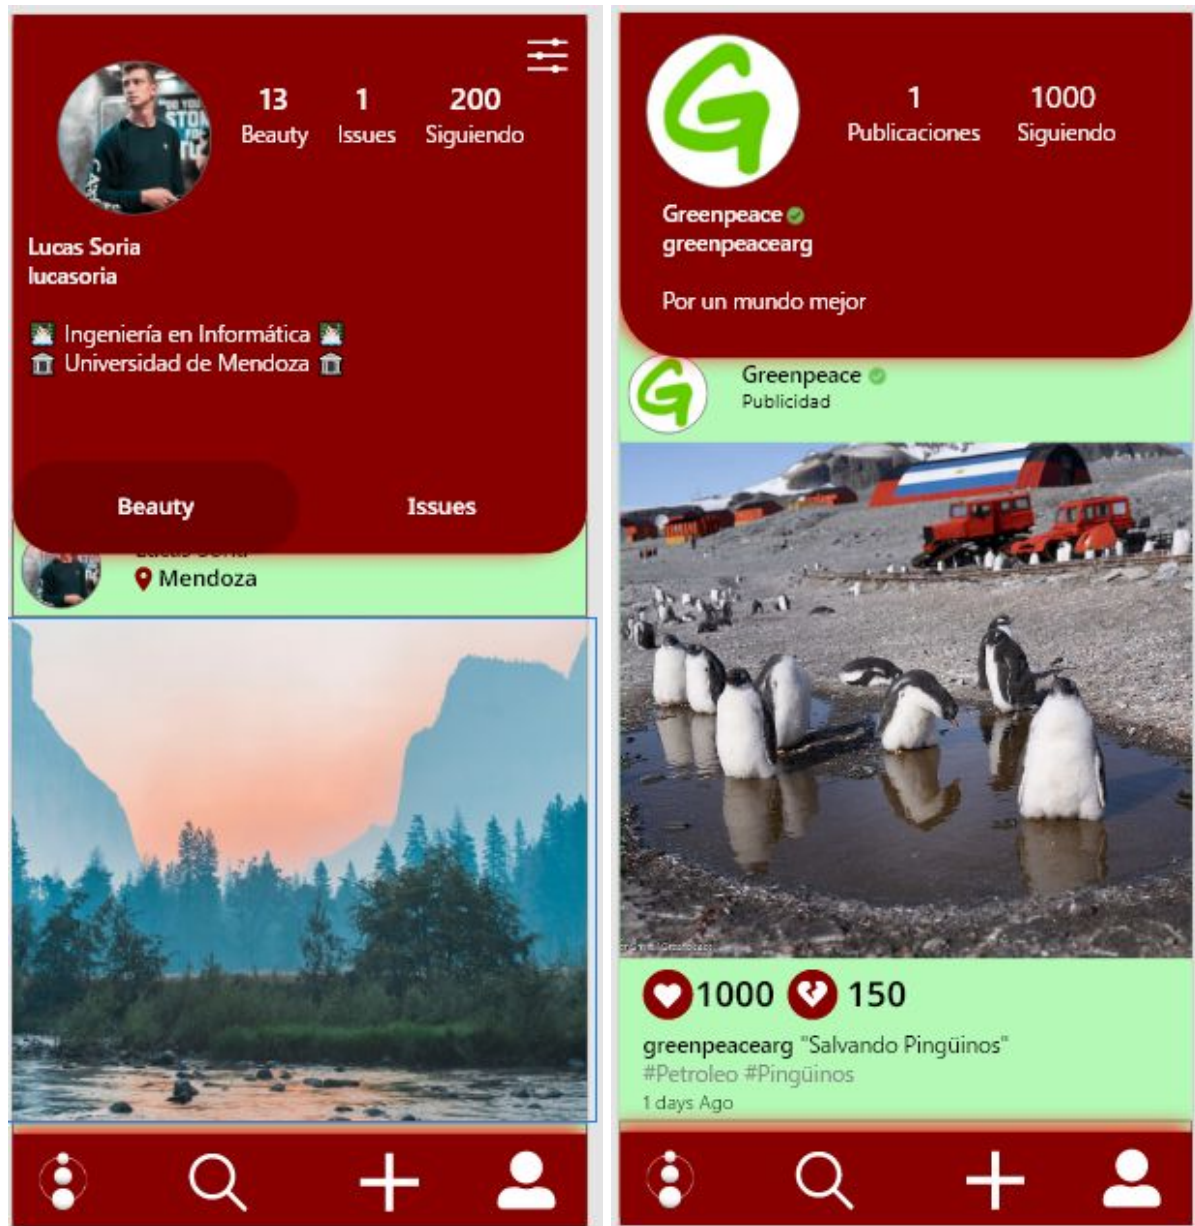 13 1 200
Beauty Issues Siguiendo
Lucas Soria
lucasoria
Ingeniería en Informática
Universidad de Mendoza
Beauty Issues
Mendoza
1 1000
Publicaciones Siguiendo
Greenpeace
greenpeacearg
Por un mundo mejor
Greenpeace
Publicidad
1000 150
greenpeacearg "Salvando Pingüinos"
#Petroleo #Pingüinos
1 days Ago